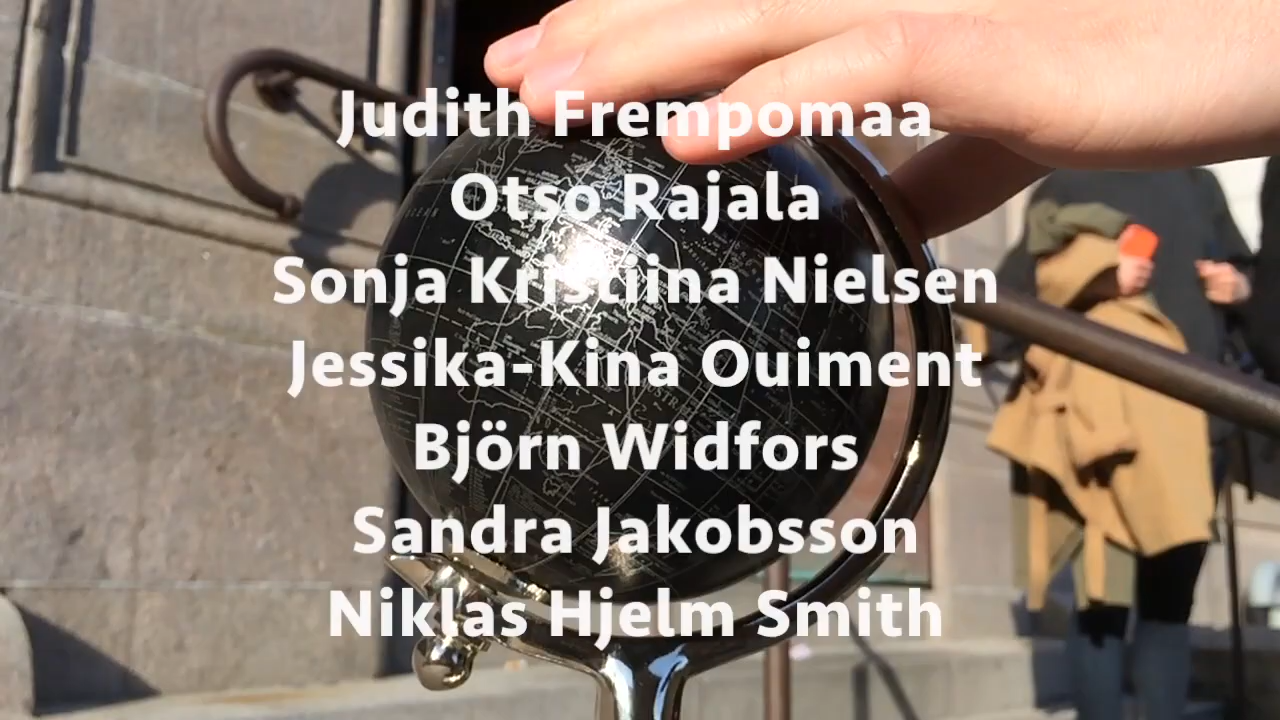 Judith Frempomaa
Otso Rajala
Sonja Kristiina Nielsen
Jessika-Kina Ouiment
Björn Widfors
Sandra Jakobsson
Niklas Hjelm Smith